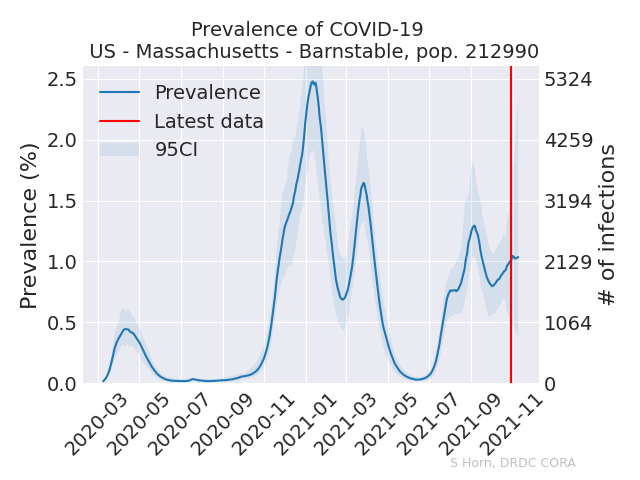 Prevalence of COVID-19
US - Massachusetts - Barnstable, pop. 212990
Prevalence
Latest data
95CI
Prevalence (%)
2.5
2.0
1.5
1.0
0.5
0.0
5324
4259
3194
2129
1064
0
# of infections
2020-03
2020-05
2020-07
2020-09
2020-11
2021-01
2021-03
2021-05
2021-07
2021-09
2021-11
S Horn, DRDC CORA